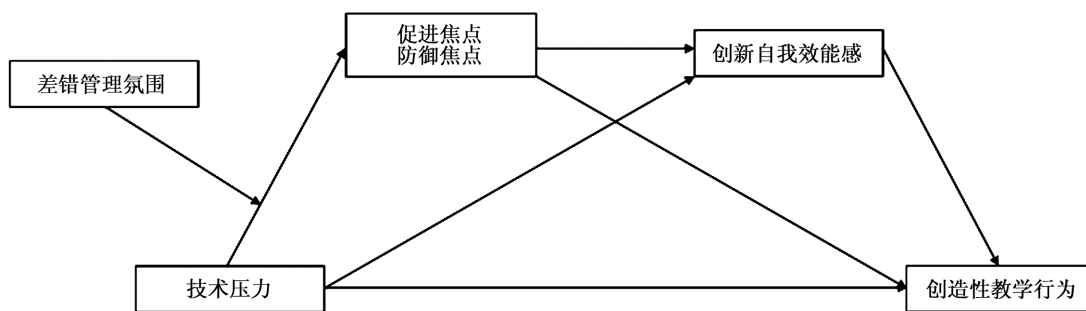 促进焦点
防御焦点
创新自我效能感
差错管理氛围
技术压力
创造性教学行为